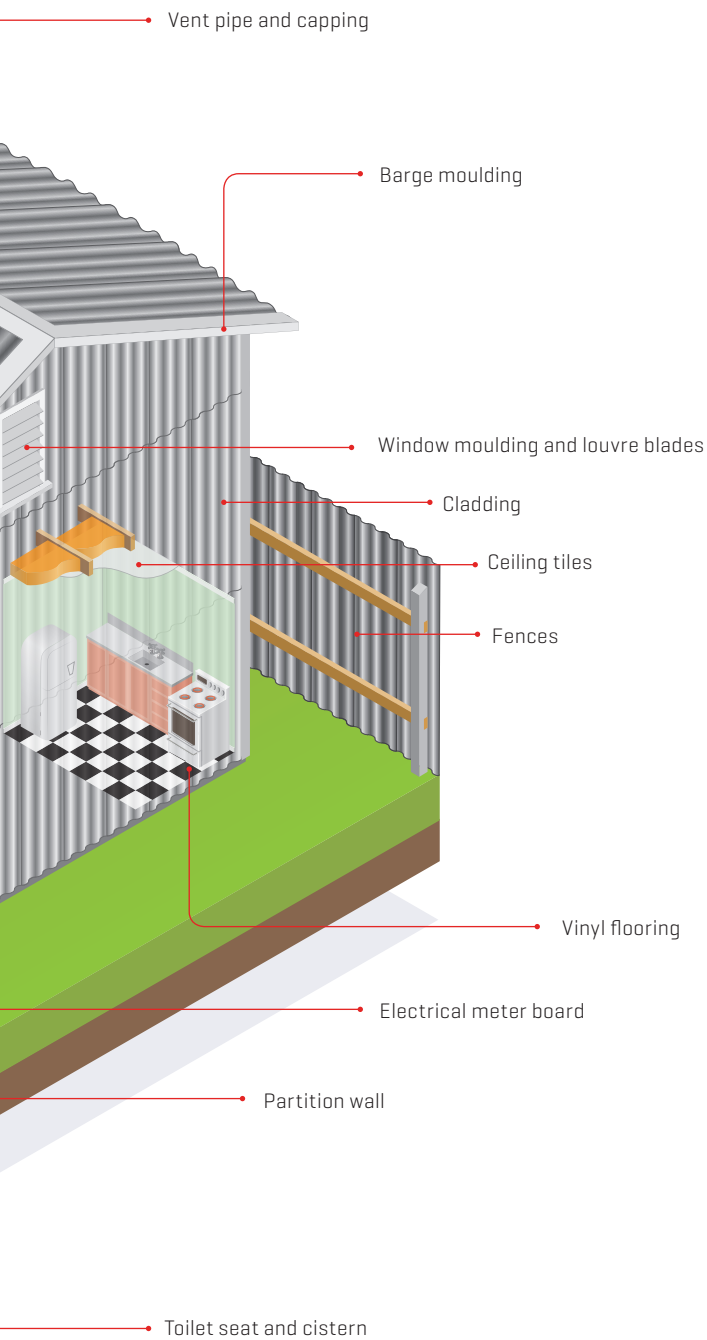 Vent pipe and capping
Barge moulding
Window moulding and louvre blades
Cladding
Ceiling tiles
Fences
Vinyl flooring
Electrical meter board
Partition wall
Toilet seat and cistern